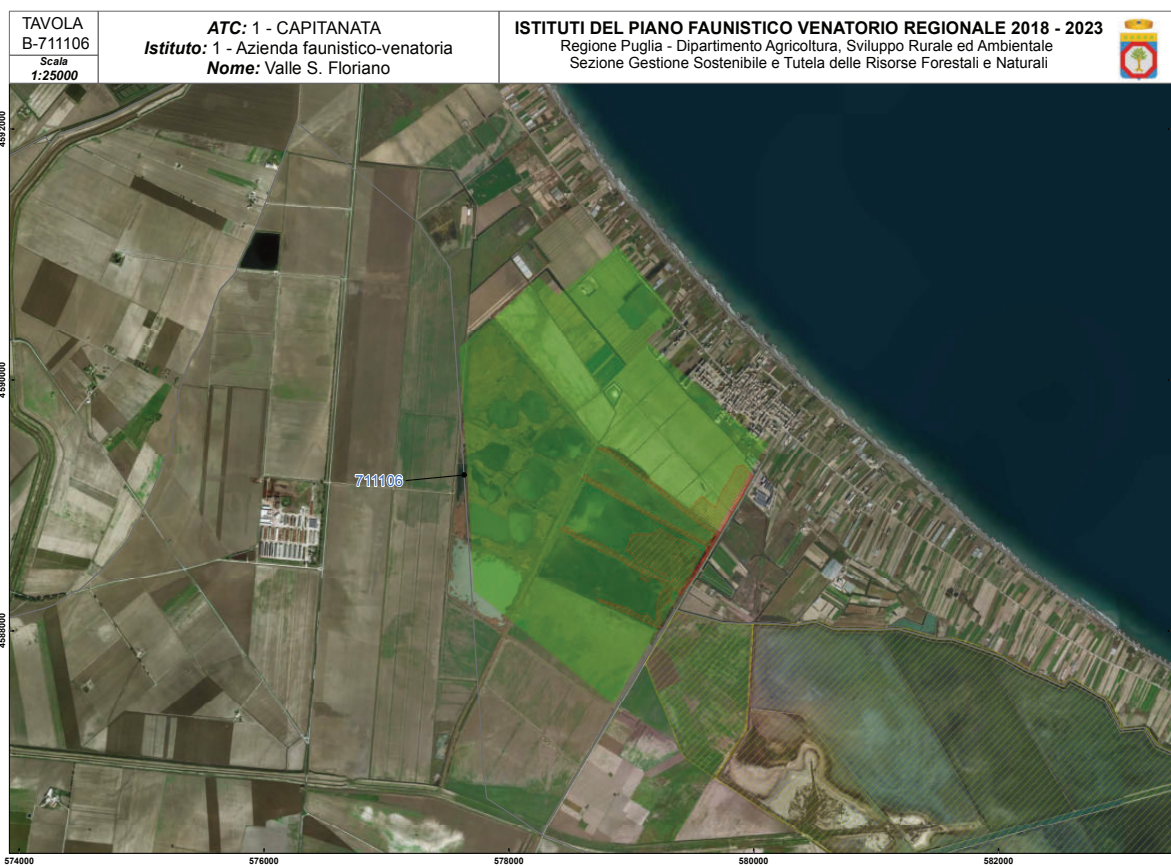 TAVOLA
B-711106
Scala
1:25000
ATC: 1 - CAPITANATA
Istituto: 1 - Azienda faunistico-venatoria
Nome: Valle S. Floriano
ISTITUTI DEL PIANO FAUNISTICO VENATORIO REGIONALE 2018 - 2023
Regione Puglia - Dipartimento Agricoltura, Sviluppo Rurale ed Ambientale
Sezione Gestione Sostenibile e Tutela delle Risorse Forestali e Naturali
4592000
4590000
711106
4588000
574000
576000
578000
580000
582000